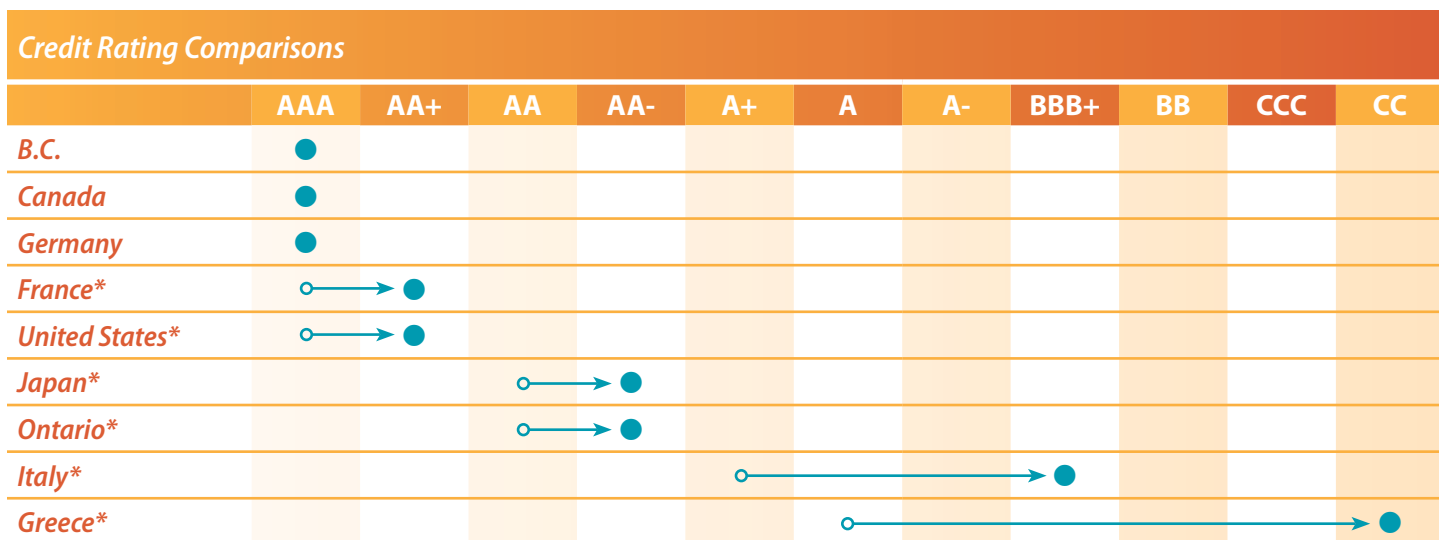 Credit Rating Comparisons
AAA AA+ AA AA- A+ A A- BBB+ BB CCC CC
B.C.
Canada
Germany
France*
United States*
Japan*
Ontario*
Italy*
Greece*